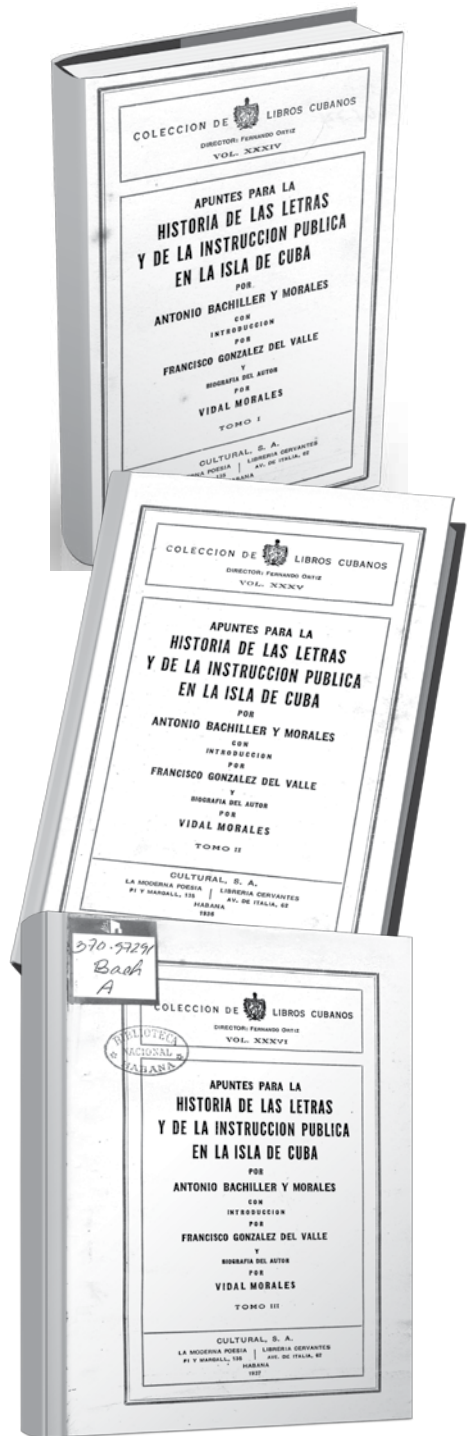 COLECCION DE LIBROS CUBANOS
DIRECTOR: FERNANDO ORTIZ
VOL. XXXIV
APUNTES PARA LA
HISTORIA DE LAS LETRAS
Y DE LA INSTRUCCION PUBLICA
EN LA ISLA DE CUBA
POR
ANTONIO BACHILLER Y MORALES
CON
INTRODUCCION
POR
FRANCISCO GONZALEZ DEL VALLE
Y
BIOGRAFIA DEL AUTOR
POR
VIDAL MORALES
TOMO I
CULTURAL, S. A.
NA POESIA LIBRERIA CERVANTES
135 AV. DE ITALIA, 62
HABANA
COLECCION DE LIBROS CUBANOS
DIRECTOR: FERNANDO ORTIZ
VOL. XXXV
APUNTES PARA LA
HISTORIA DE LAS LETRAS
Y DE LA INSTRUCCION PUBLICA
EN LA ISLA DE CUBA
POR
ANTONIO BACHILLER Y MORALES
CON
INTRODUCCION
POR
FRANCISCO GONZALEZ DEL VALLE
Y
BIOGRAFIA DEL AUTOR
POR
VIDAL MORALES
TOMO II
CULTURAL, S. A.
LA MODERNA POESIA LIBRERIA CERVANTES
PI Y MARGALL, 135 AV. DE ITALIA, 62
HABANA
1936
370.97291
Bach
A
BIBLIOTECA
NACIONAL
HABANA
COLECCION DE LIBROS CUBANOS
DIRECTOR: FERNANDO ORTIZ
VOL. XXXVI
APUNTES PARA LA
HISTORIA DE LAS LETRAS
Y DE LA INSTRUCCION PUBLICA
EN LA ISLA DE CUBA
POR
ANTONIO BACHILLER Y MORALES
CON
INTRODUCCION
POR
FRANCISCO GONZALEZ DEL VALLE
Y
BIOGRAFIA DEL AUTOR
POR
VIDAL MORALES
TOMO III
CULTURAL, S. A.
LA MODERNA POESIA LIBRERIA CERVANTES
PI Y MARGALL, 135 AVE. DE ITALIA, 62
HABANA
1937